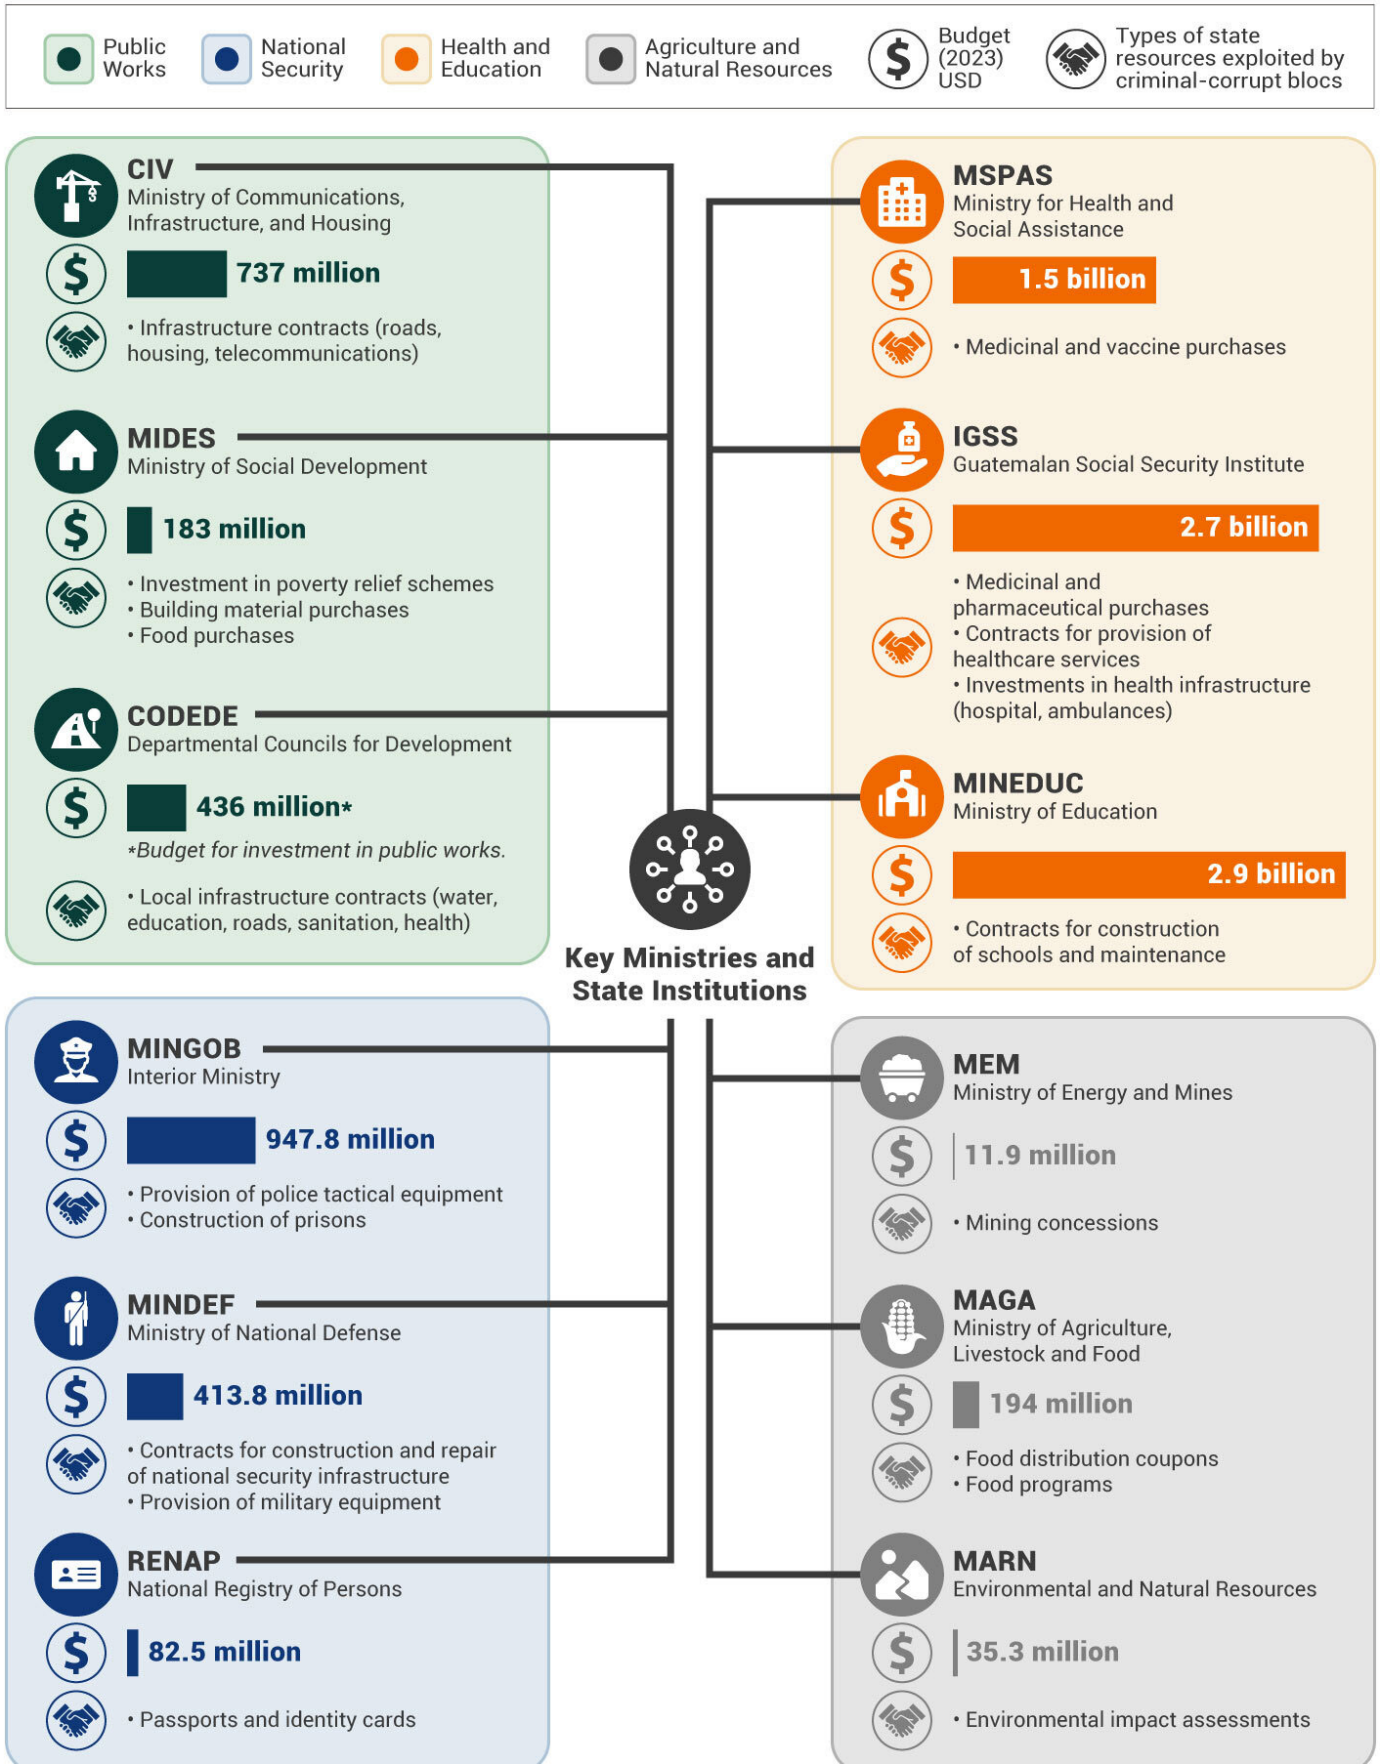 Public
Works
National
Security
Health and
Education
Agriculture and
Natural Resources
$
Budget
(2023)
USD
Types of state
resources exploited by
criminal-corrupt blocs
CIV
Ministry of Communications,
Infrastructure, and Housing
$
737 million
• Infrastructure contracts (roads,
housing, telecommunications)
MIDES
Ministry of Social Development
$
183 million
• Investment in poverty relief schemes
• Building material purchases
• Food purchases
CODEDE
Departmental Councils for Development
$
436 million*
*Budget for investment in public works.
• Local infrastructure contracts (water,
education, roads, sanitation, health)
MSPAS
Ministry for Health and
Social Assistance
$
1.5 billion
• Medicinal and vaccine purchases
IGSS
Guatemalan Social Security Institute
$
2.7 billion
• Medicinal and
pharmaceutical purchases
• Contracts for provision of
healthcare services
• Investments in health infrastructure
(hospital, ambulances)
MINEDUC
Ministry of Education
$
2.9 billion
• Contracts for construction
of schools and maintenance
Key Ministries and
State Institutions
MINGOB
Interior Ministry
$
947.8 million
• Provision of police tactical equipment
• Construction of prisons
MINDEF
Ministry of National Defense
$
413.8 million
• Contracts for construction and repair
of national security infrastructure
• Provision of military equipment
RENAP
National Registry of Persons
$
82.5 million
• Passports and identity cards
MEM
Ministry of Energy and Mines
$
11.9 million
• Mining concessions
MAGA
Ministry of Agriculture,
Livestock and Food
$
194 million
• Food distribution coupons
• Food programs
MARN
Environmental and Natural Resources
$
35.3 million
• Environmental impact assessments